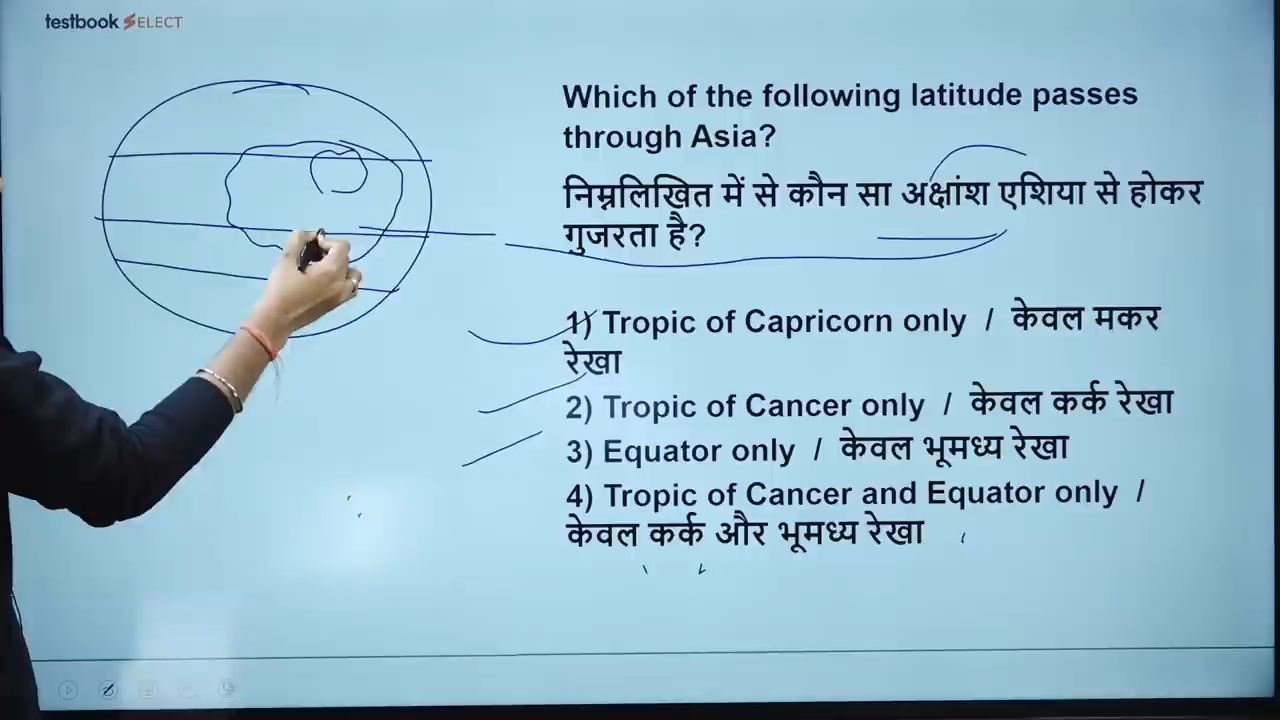 testbook SELECT
Which of the following latitude passes
through Asia?
निम्नलिखित में से कौन सा अक्षांश एशिया से होकर
गुजरता है?
1) Tropic of Capricorn only / केवल मकर
रेखा
2) Tropic of Cancer only / केवल कर्क रेखा
3) Equator only / केवल भूमध्य रेखा
4) Tropic of Cancer and Equator only /
केवल कर्क और भूमध्य रेखा